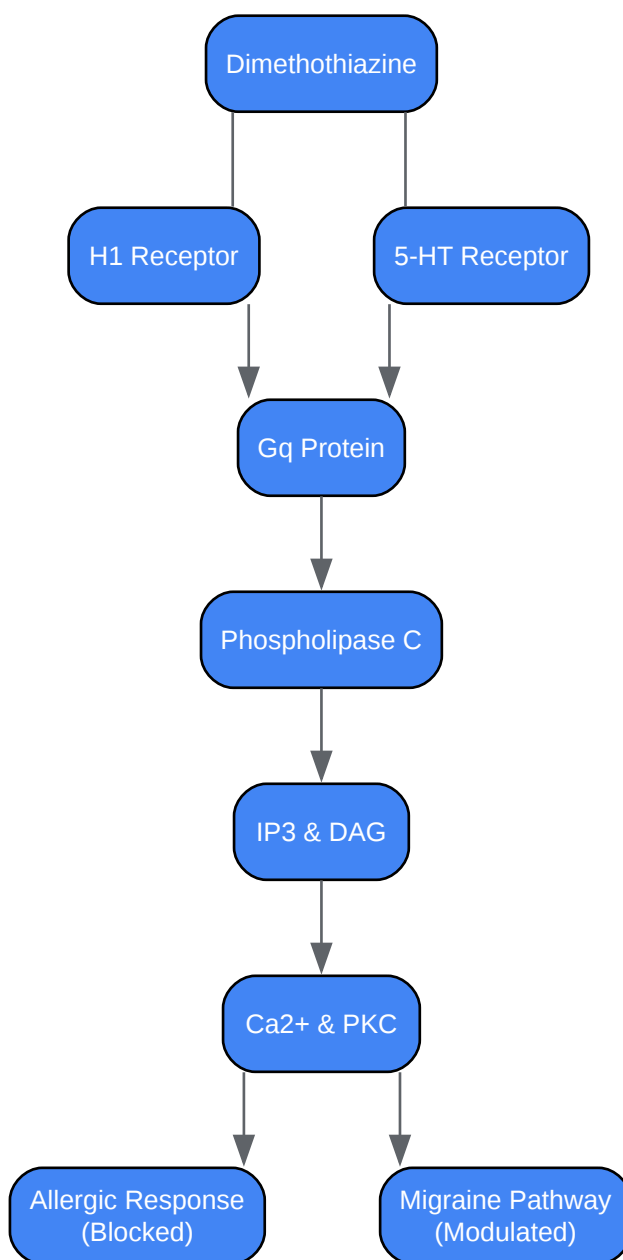 Dimethothiazine
H1 Receptor
5-HT Receptor
Gq Protein
Phospholipase C
IP3 & DAG
Ca2+ & PKC
Allergic Response
(Blocked)
Migraine Pathway
(Modulated)